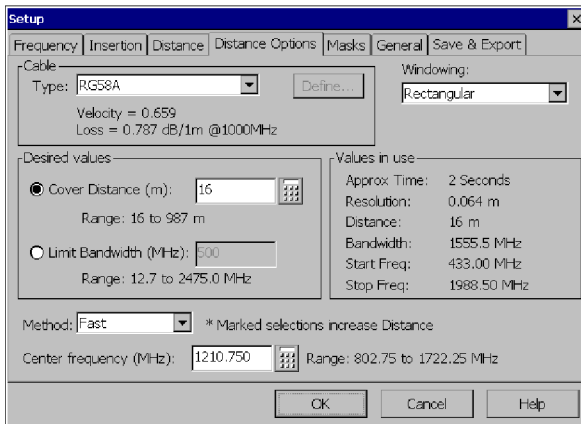 Setup
Frequency Insertion Distance Distance Options Masks General Save & Export
Cable
Type: RG58A Define...
Velocity = 0.659
Loss = 0.787 dB/1m @1000MHz
Windowing:
Rectangular
Desired values
Cover Distance (m): 16
Range: 16 to 987 m
Limit Bandwidth (MHz): 500
Range: 12.7 to 2475.0 MHz
Values in use
Approx Time: 2 Seconds
Resolution: 0.064 m
Distance: 16 m
Bandwidth: 1555.5 MHz
Start Freq: 433.00 MHz
Stop Freq: 1988.50 MHz
Method: Fast * Marked selections increase Distance
Center frequency (MHz): 1210.750 Range: 802.75 to 1722.25 MHz
OK Cancel Help